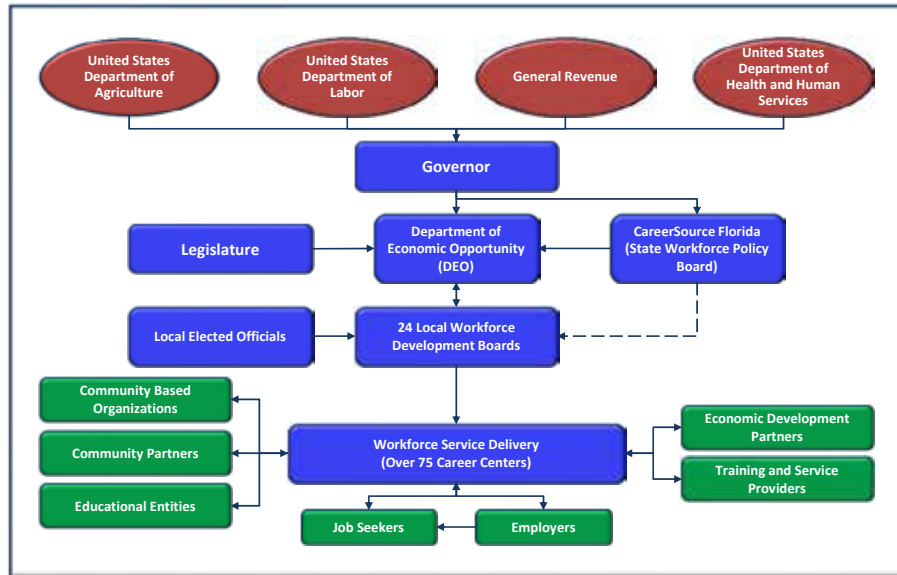 United States
Department of
Agriculture
United States
Department of
Labor
General Revenue
United States
Department of
Health and Human
Services
Governor
Legislature
Department of
Economic Opportunity
(DEO)
CareerSource Florida
(State Workforce Policy
Board)
Local Elected Officials
24 Local Workforce
Development Boards
Community Based
Organizations
Community Partners
Educational Entities
Workforce Service Delivery
(Over 75 Career Centers)
Economic Development
Partners
Training and Service
Providers
Job Seekers
Employers